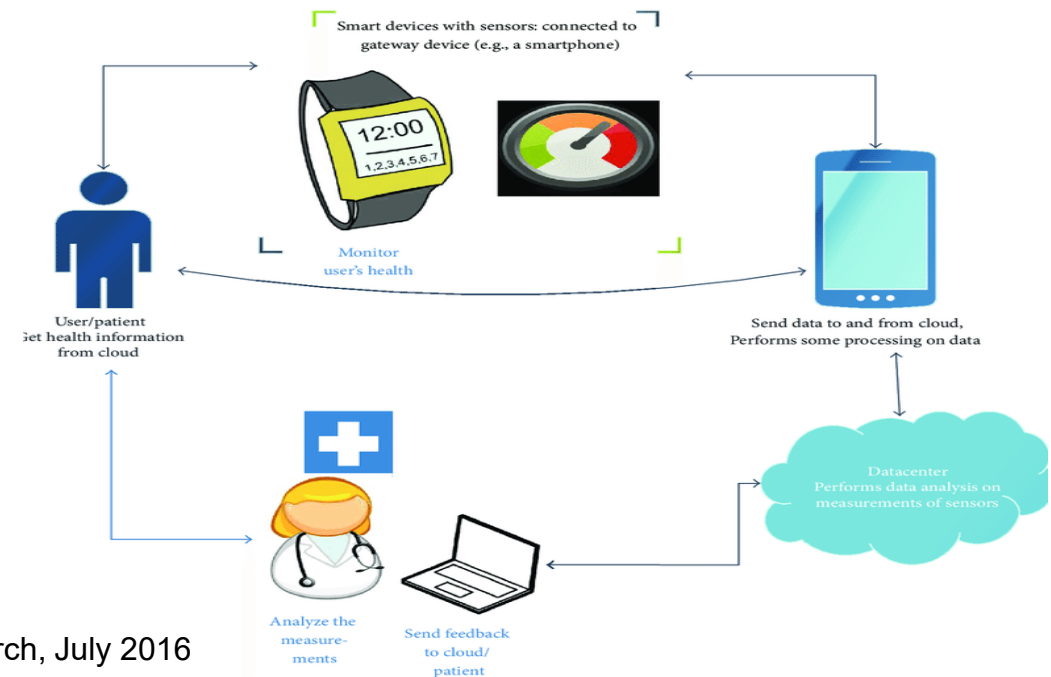 Smart devices with sensors: connected to
gateway device (e.g., a smartphone)
12:00
1,2,3,4,5,6,7
Monitor
user's health
User/patient
Get health information
from cloud
Send data to and from cloud,
Performs some processing on data
Datacenter
Performs data analysis on
measurements of sensors
Analyze the
measure-
ments
Send feedback
to cloud/
patient
rch, July 2016